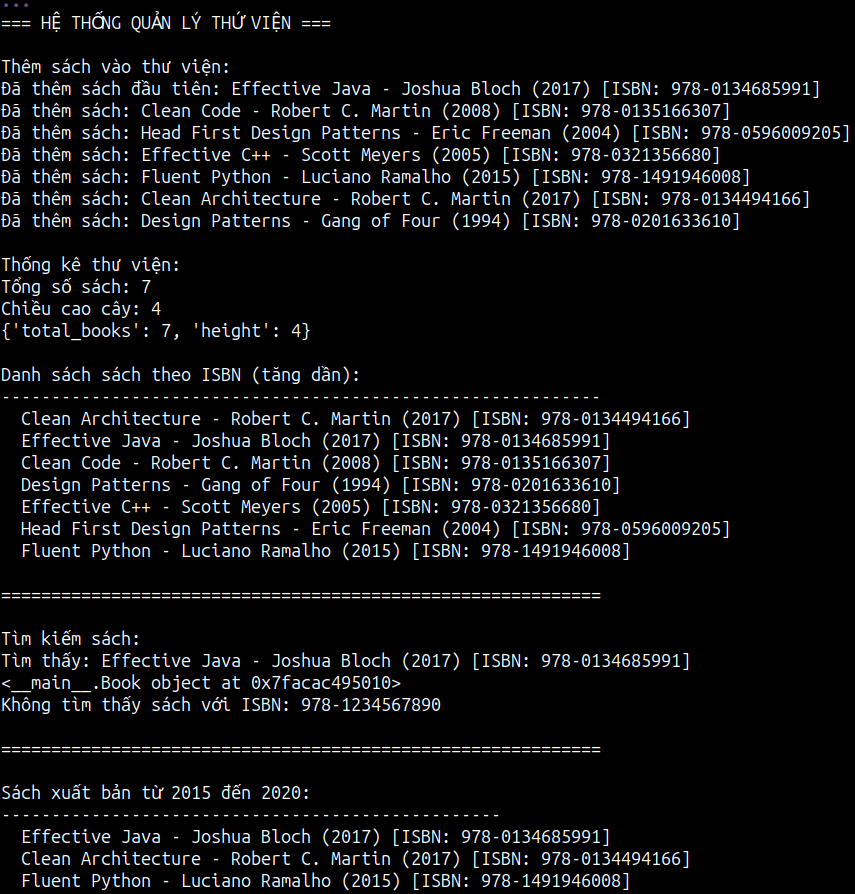 ...
=== HỆ THỐNG QUẢN LÝ THƯ VIỆN ===
Thêm sách vào thư viện:
Đã thêm sách đầu tiên: Effective Java - Joshua Bloch (2017) [ISBN: 978-0134685991]
Đã thêm sách: Clean Code - Robert C. Martin (2008) [ISBN: 978-0135166307]
Đã thêm sách: Head First Design Patterns - Eric Freeman (2004) [ISBN: 978-0596009205]
Đã thêm sách: Effective C++ - Scott Meyers (2005) [ISBN: 978-0321356680]
Đã thêm sách: Fluent Python - Luciano Ramalho (2015) [ISBN: 978-1491946008]
Đã thêm sách: Clean Architecture - Robert C. Martin (2017) [ISBN: 978-0134494166]
Đã thêm sách: Design Patterns - Gang of Four (1994) [ISBN: 978-0201633610]
Thống kê thư viện:
Tổng số sách: 7
Chiều cao cây: 4
{'total_books': 7, 'height': 4}
Danh sách sách theo ISBN (tăng dần):
------------------------------------------------------------
Clean Architecture - Robert C. Martin (2017) [ISBN: 978-0134494166]
Effective Java - Joshua Bloch (2017) [ISBN: 978-0134685991]
Clean Code - Robert C. Martin (2008) [ISBN: 978-0135166307]
Design Patterns - Gang of Four (1994) [ISBN: 978-0201633610]
Effective C++ - Scott Meyers (2005) [ISBN: 978-0321356680]
Head First Design Patterns - Eric Freeman (2004) [ISBN: 978-0596009205]
Fluent Python - Luciano Ramalho (2015) [ISBN: 978-1491946008]
============================================================
Tìm kiếm sách:
Tìm thấy: Effective Java - Joshua Bloch (2017) [ISBN: 978-0134685991]
<__main__.Book object at 0x7facac495010>
Không tìm thấy sách với ISBN: 978-1234567890
============================================================
Sách xuất bản từ 2015 đến 2020:
--------------------------------------------------
Effective Java - Joshua Bloch (2017) [ISBN: 978-0134685991]
Clean Architecture - Robert C. Martin (2017) [ISBN: 978-0134494166]
Fluent Python - Luciano Ramalho (2015) [ISBN: 978-1491946008]